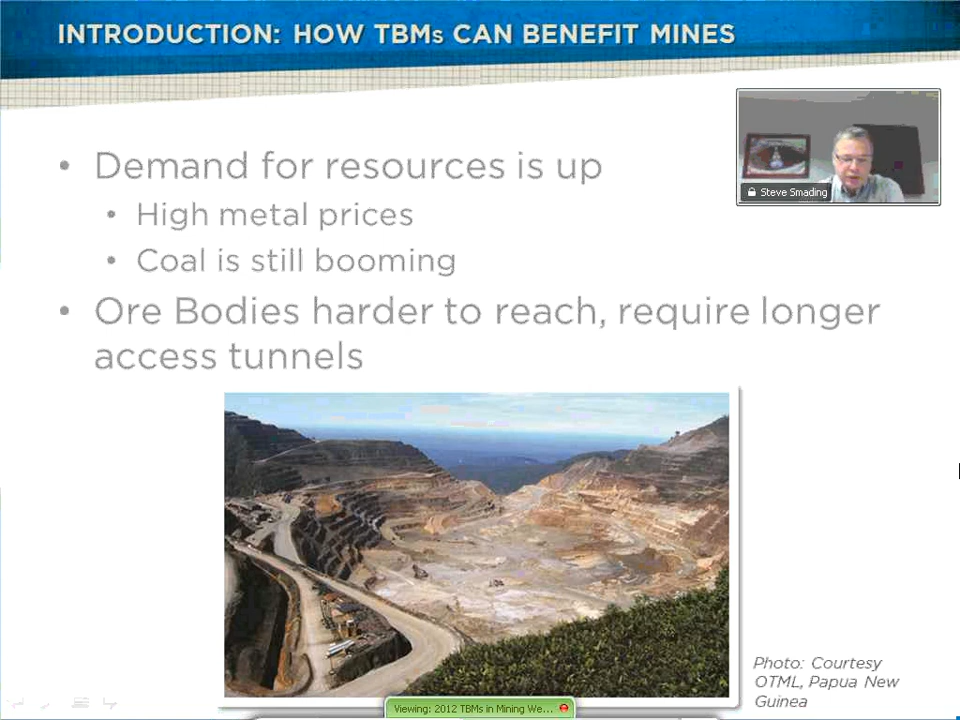 INTRODUCTION: HOW TBMs CAN BENEFIT MINES
Steve Smading
• Demand for resources is up
• High metal prices
• Coal is still booming
• Ore Bodies harder to reach, require longer
access tunnels
Photo: Courtesy
OTML, Papua New
Guinea
Viewing: 2012 TBMs in Mining We...